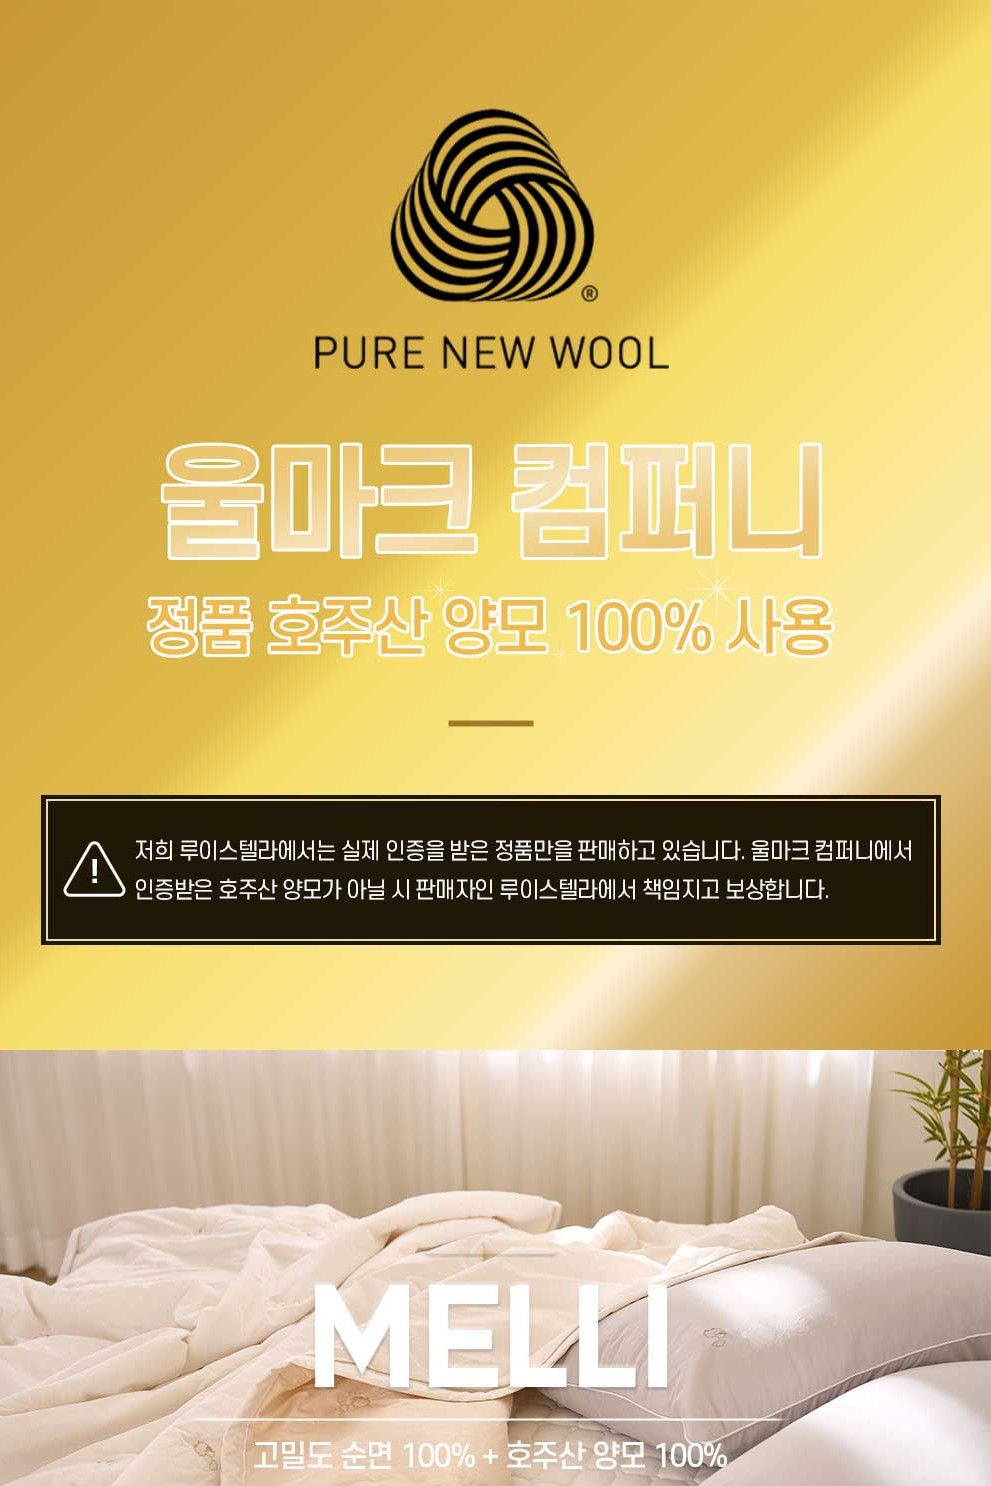 ®
PURE NEW WOOL
울마크 컴퍼니
정품 호주산 양모 100% 사용
저희 루이스텔라에서는 실제 인증을 받은 정품만을 판매하고 있습니다. 울마크 컴퍼니에서
인증받은 호주산 양모가 아닐 시 판매자인 루이스텔라에서 책임지고 보상합니다.
MELLI
고밀도 순면 100% + 호주산 양모 100%